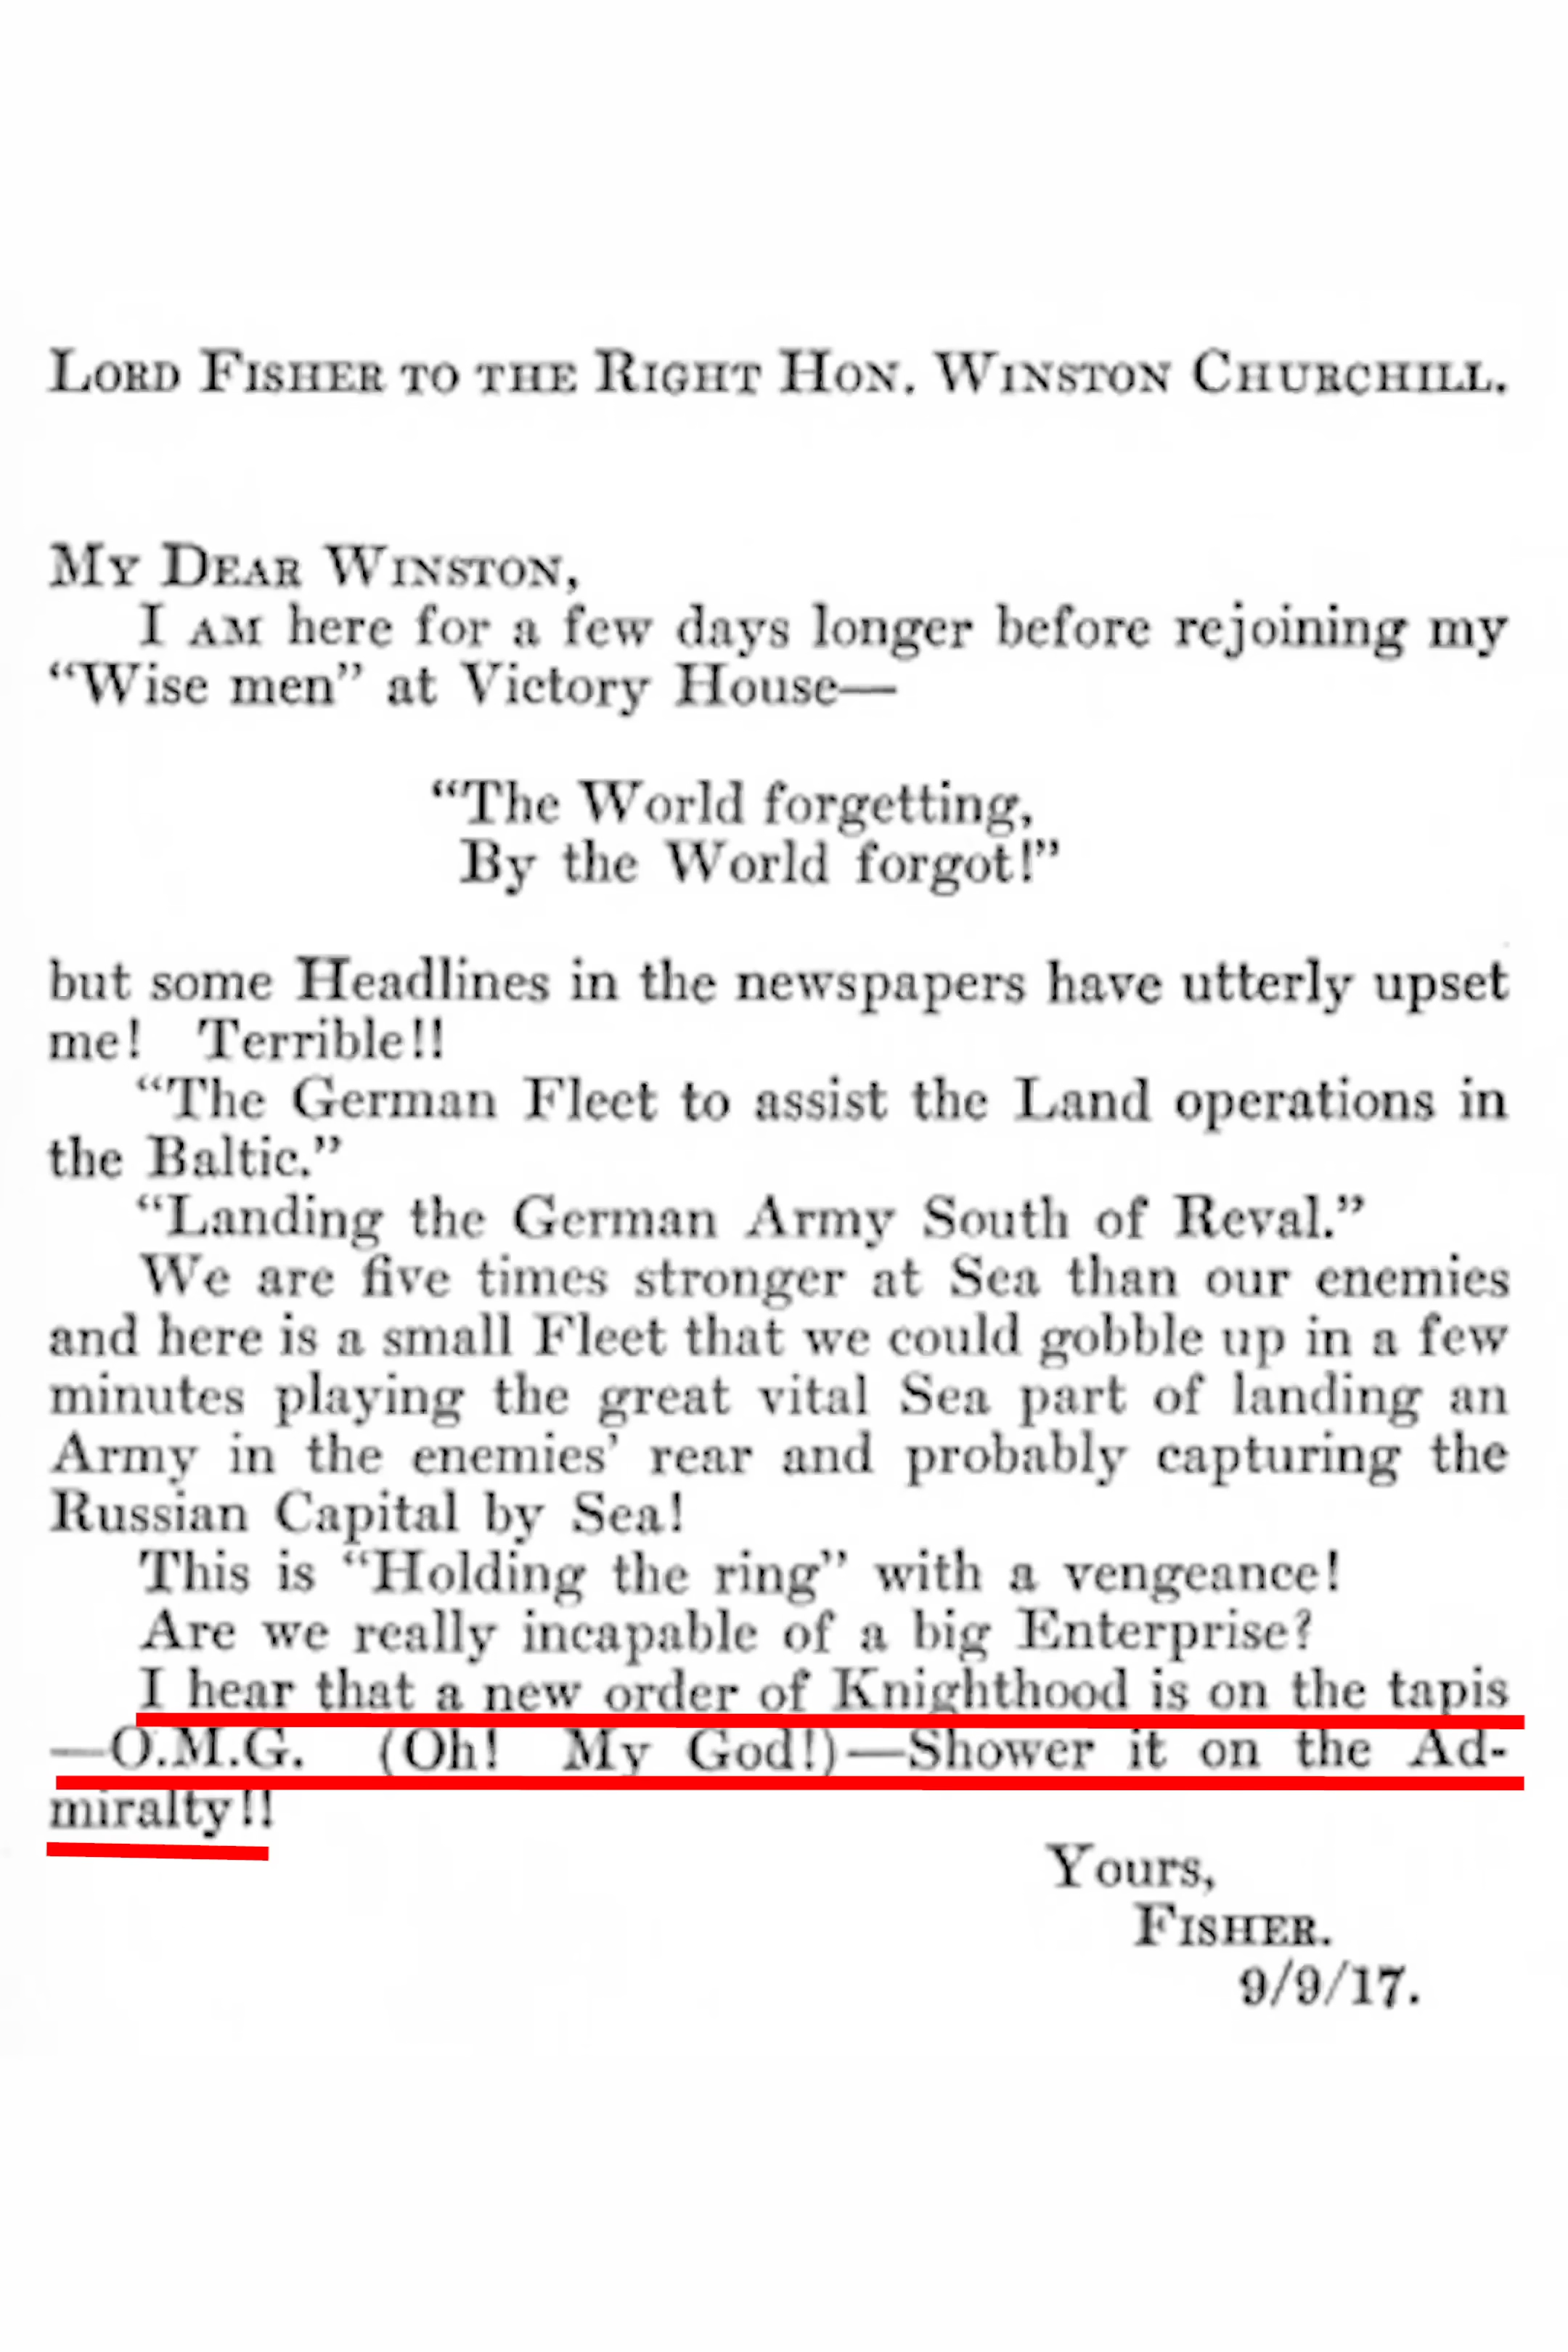 LORD FISHER TO THE RIGHT HON. WINSTON CHURCHILL.
MY DEAR WINSTON,
I AM here for a few days longer before rejoining my
“Wise men” at Victory House—
“The World forgetting,
By the World forgot!”
but some Headlines in the newspapers have utterly upset
me! Terrible!!
“The German Fleet to assist the Land operations in
the Baltic.”
“Landing the German Army South of Reval.”
We are five times stronger at Sea than our enemies
and here is a small Fleet that we could gobble up in a few
minutes playing the great vital Sea part of landing an
Army in the enemies’ rear and probably capturing the
Russian Capital by Sea!
This is “Holding the ring” with a vengeance!
Are we really incapable of a big Enterprise?
I hear that a new order of Knighthood is on the tapis
—O.M.G. (Oh! My God!)—Shower it on the Ad-
miralty!!
Yours,
FISHER.
9/9/17.